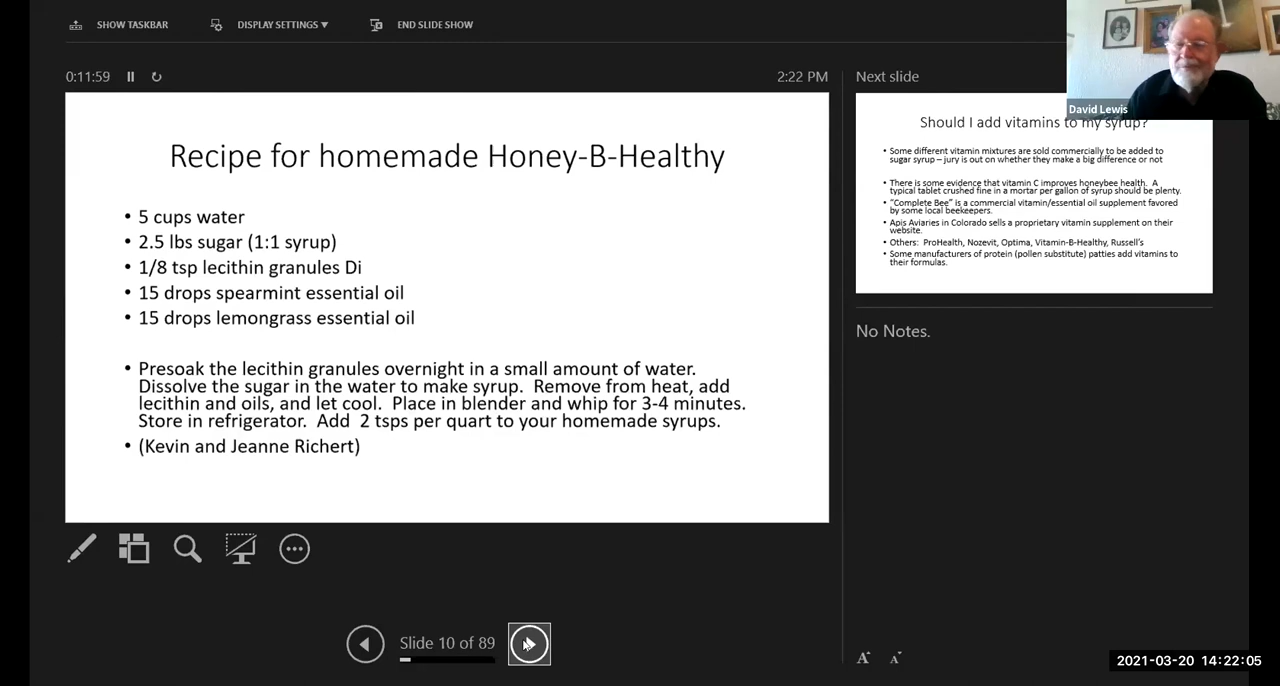 SHOW TASKBAR
DISPLAY SETTINGS ▼
END SLIDE SHOW
0:11:59
2:22 PM
Recipe for homemade Honey-B-Healthy
• 5 cups water
• 2.5 lbs sugar (1:1 syrup)
• 1/8 tsp lecithin granules Di
• 15 drops spearmint essential oil
• 15 drops lemongrass essential oil
• Presoak the lecithin granules overnight in a small amount of water.
Dissolve the sugar in the water to make syrup. Remove from heat, add
lecithin and oils, and let cool. Place in blender and whip for 3-4 minutes.
Store in refrigerator. Add 2 tsps per quart to your homemade syrups.
• (Kevin and Jeanne Richert)
Slide 10 of 89
Next slide
David Lewis
Should I add vitamins to my syrup?
• Some different vitamin mixtures are sold commercially to be added to
sugar syrup – jury is out on whether they make a big difference or not
• There is some evidence that vitamin C improves honeybee health. A
typical tablet crushed fine in a mortar per gallon of syrup should be plenty.
• “Complete Bee” is a commercial vitamin/essential oil supplement favored
by some local beekeepers.
• Apis Aviaries in Colorado sells a proprietary vitamin supplement on their
website.
• Others: ProHealth, Nozevit, Optima, Vitamin-B-Healthy, Russell’s
• Some manufacturers of protein (pollen substitute) patties add vitamins to
their formulas.
No Notes.
A A
2021-03-20 14:22:05